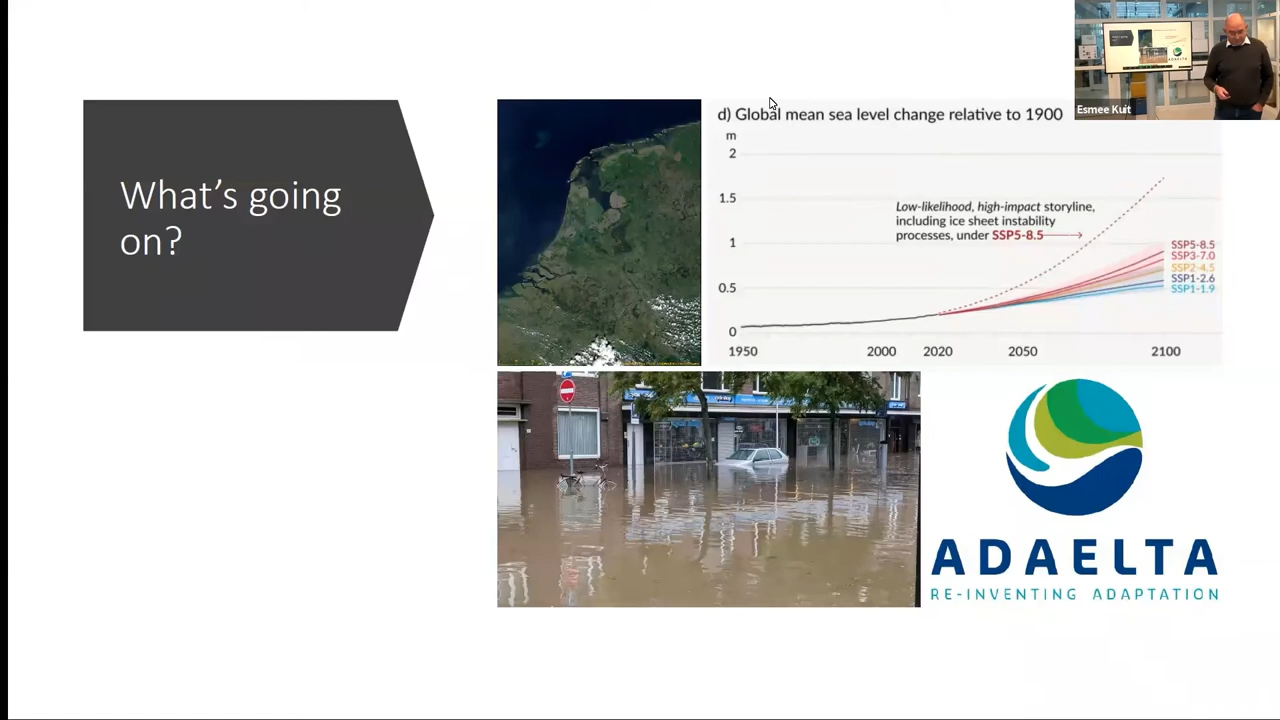 What's going
on?
d) Global mean sea level change relative to 1900
m
2
1.5
1
0.5
0
Low-likelihood, high-impact storyline,
including ice sheet instability
processes, under SSP5-8.5
SSP5-8.5
SSP3-7.0
SSP2-4.5
SSP1-2.6
SSP1-1.9
1950 2000 2020 2050 2100
Esmee Kuit
ADAELTA
RE-INVENTING ADAPTATION